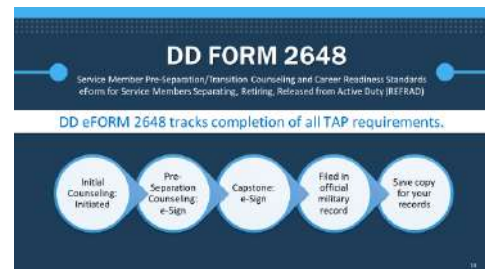 DD FORM 2648
Service Member Pre-Separation/Transition Counseling and Career Readiness Standards
eForm for Service Members Separating, Retiring, Released from Active Duty (REFRAD)
DD eFORM 2648 tracks completion of all TAP requirements.
Initial
Counseling:
Initiated
Pre-
Separation
Counseling:
e-Sign
Capstone:
e-Sign
Filed in
official
military
record
Save copy
for your
records